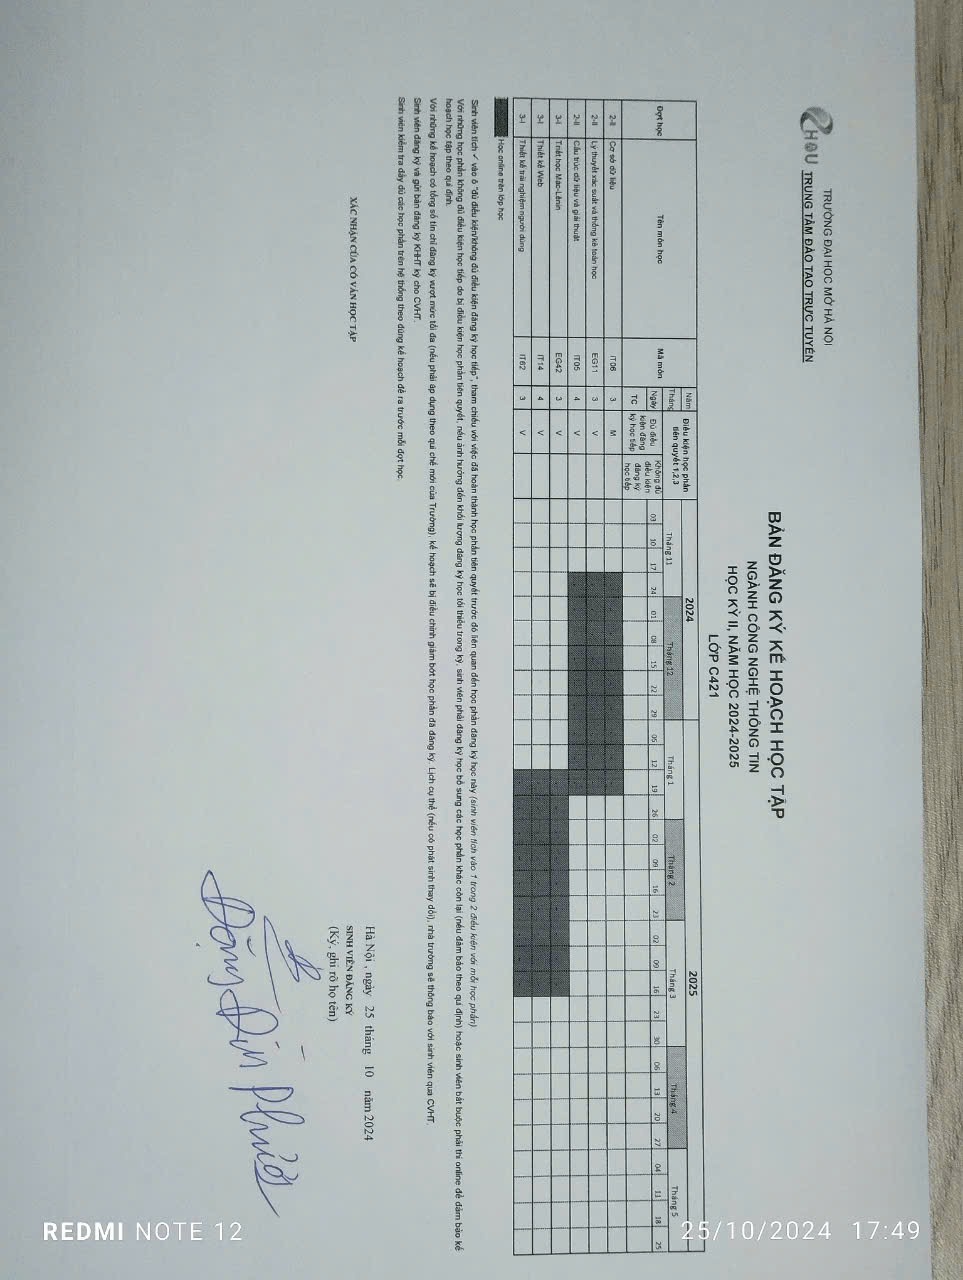 TRƯỜNG ĐẠI HỌC MỞ HÀ NỘI
HOU TRUNG TÂM ĐÀO TẠO TRỰC TUYẾN
BẢN ĐĂNG KÝ KẾ HOẠCH HỌC TẬP
NGÀNH CÔNG NGHỆ THÔNG TIN
HỌC KỲ II, NĂM HỌC 2024-2025
LỚP C421
Đợt học Tên môn học Mã môn Năm Điều kiện học phần tiên quyết 1,2,3 2024 2025
Tháng Tháng 11 Tháng 12 Tháng 1 Tháng 2 Tháng 3 Tháng 4 Tháng 5
Ngày Đủ điều kiện đăng ký học tiếp Không đủ điều kiện đăng ký học tiếp 03 10 17 24 01 08 15 22 29 05 12 19 26 02 09 16 23 02 09 16 23 30 06 13 20 27 04 11 18 25
TC
2-II Cơ sở dữ liệu IT06 3 M
2-II Lý thuyết xác suất và thống kê toán học EG11 3 V
2-II Cấu trúc dữ liệu và giải thuật IT05 4 V
3-I Triết học Mác-Lênin EG42 3 V
3-I Thiết kế Web IT14 4 V
3-I Thiết kế trải nghiệm người dùng IT62 3 V
Học online trên lớp học
Sinh viên tích ✓ vào ô "đủ điều kiện/không đủ điều kiện đăng ký học tiếp", tham chiếu với việc đã hoàn thành học phần tiên quyết trước đó liên quan đến học phần đăng ký học này (sinh viên tích vào 1 trong 2 điều kiện với mỗi học phần)
Với những học phần không đủ điều kiện học tiếp do bị điều kiện học phần tiên quyết, nếu ảnh hưởng đến khối lượng đăng ký học tối thiểu trong kỳ, sinh viên phải đăng ký học bổ sung các học phần khác còn lại (nếu đảm bảo theo qui định) hoặc sinh viên bắt buộc phải thi online để đảm bảo kế
hoạch học tập theo qui định.
Với những kế hoạch có tổng số tín chỉ đăng ký vượt mức tối đa (nếu phải áp dụng theo qui chế mới của Trường), kế hoạch sẽ bị điều chỉnh giảm bớt học phần đã đăng ký. Lịch cụ thể (nếu có phát sinh thay đổi), nhà trường sẽ thông báo với sinh viên qua CVHT.
Sinh viên đăng ký và gửi bản đăng ký KHHT ký cho CVHT.
Sinh viên kiểm tra đầy đủ các học phần trên hệ thống theo đúng kế hoạch đề ra trước mỗi đợt học.
Hà Nội , ngày 25 tháng 10 năm 2024
XÁC NHẬN CỦA CỐ VẤN HỌC TẬP
SINH VIÊN ĐĂNG KÝ
(Ký, ghi rõ họ tên)
REDMI NOTE 12
25/10/2024 17:49